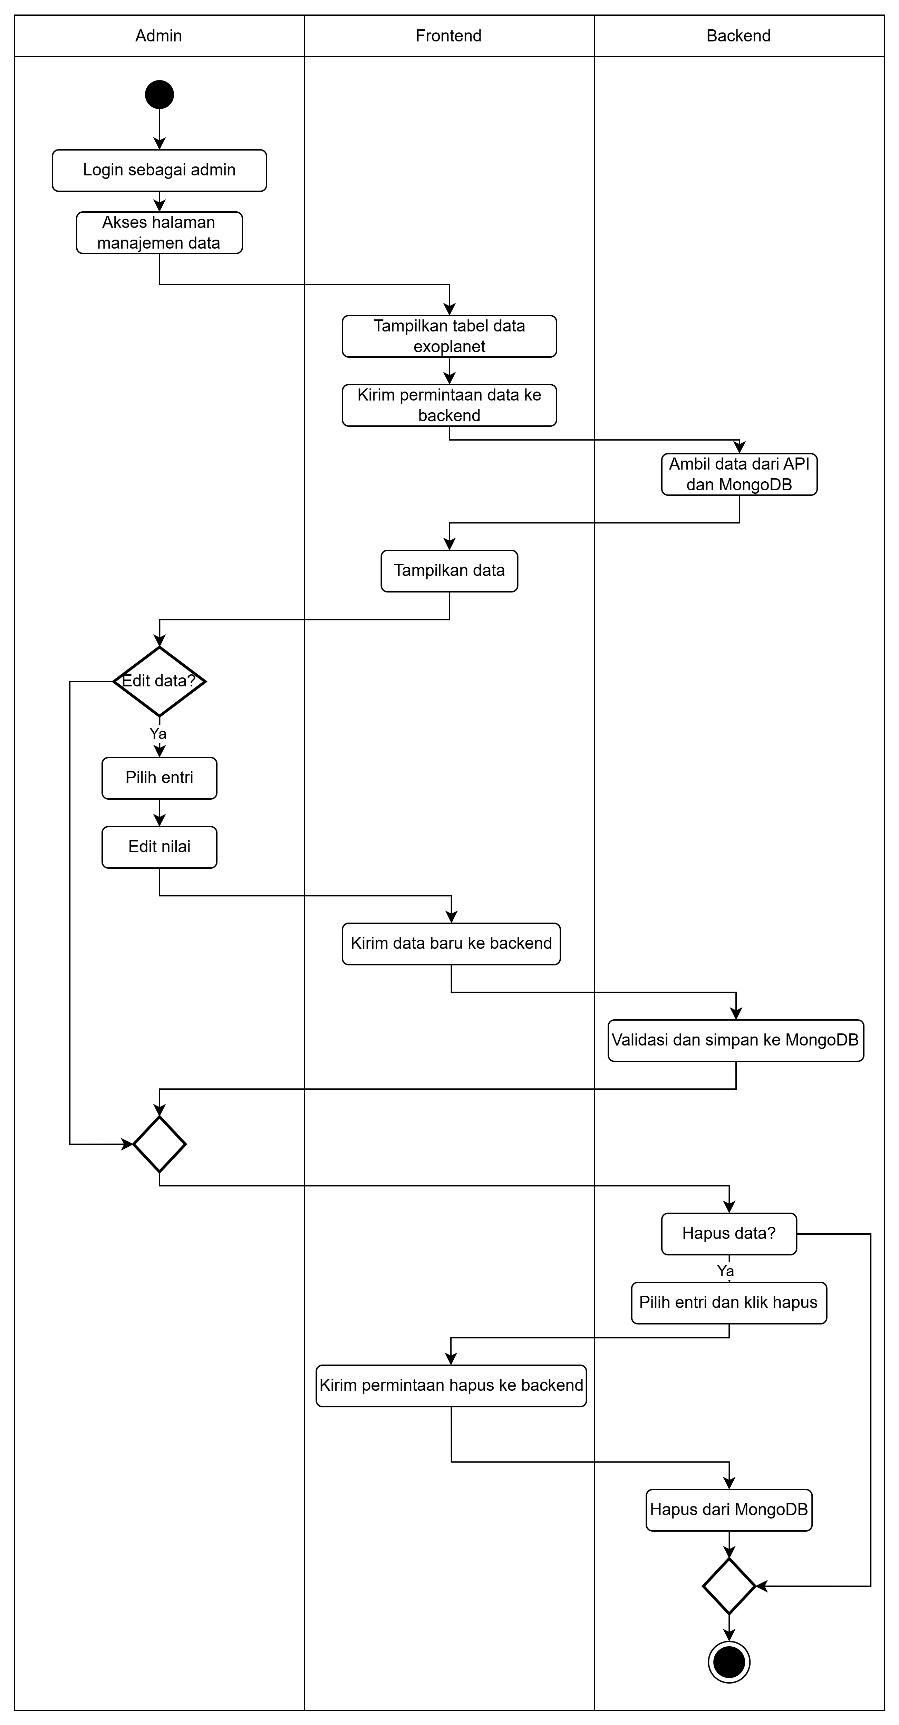 Admin
Frontend
Backend
Login sebagai admin
Akses halaman
manajemen data
Tampilkan tabel data
exoplanet
Kirim permintaan data ke
backend
Ambil data dari API
dan MongoDB
Tampilkan data
Edit data?
Ya
Pilih entri
Edit nilai
Kirim data baru ke backend
Validasi dan simpan ke MongoDB
Hapus data?
Ya
Pilih entri dan klik hapus
Kirim permintaan hapus ke backend
Hapus dari MongoDB